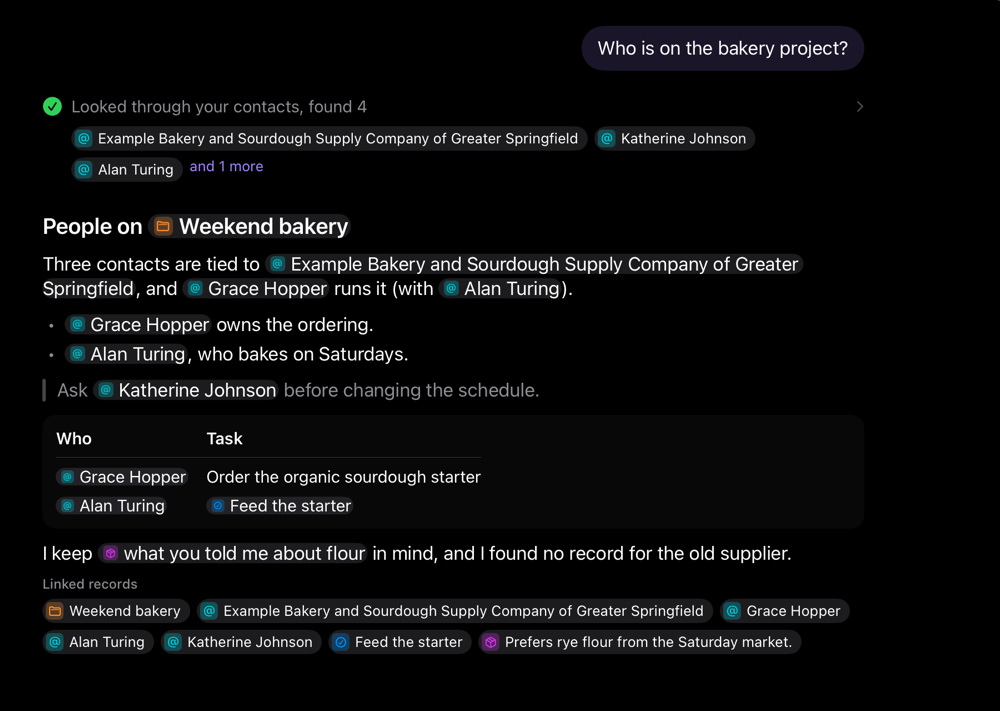 Who is on the bakery project?
Looked through your contacts, found 4
@ Example Bakery and Sourdough Supply Company of Greater Springfield @ Katherine Johnson
@ Alan Turing and 1 more
People on Weekend bakery
Three contacts are tied to @ Example Bakery and Sourdough Supply Company of Greater
Springfield, and @ Grace Hopper runs it (with @ Alan Turing).
• @ Grace Hopper owns the ordering.
• @ Alan Turing, who bakes on Saturdays.
Ask @ Katherine Johnson before changing the schedule.
Who Task
@ Grace Hopper Order the organic sourdough starter
@ Alan Turing Feed the starter
I keep what you told me about flour in mind, and I found no record for the old supplier.
Linked records
Weekend bakery @ Example Bakery and Sourdough Supply Company of Greater Springfield @ Grace Hopper
@ Alan Turing @ Katherine Johnson Feed the starter Prefers rye flour from the Saturday market.